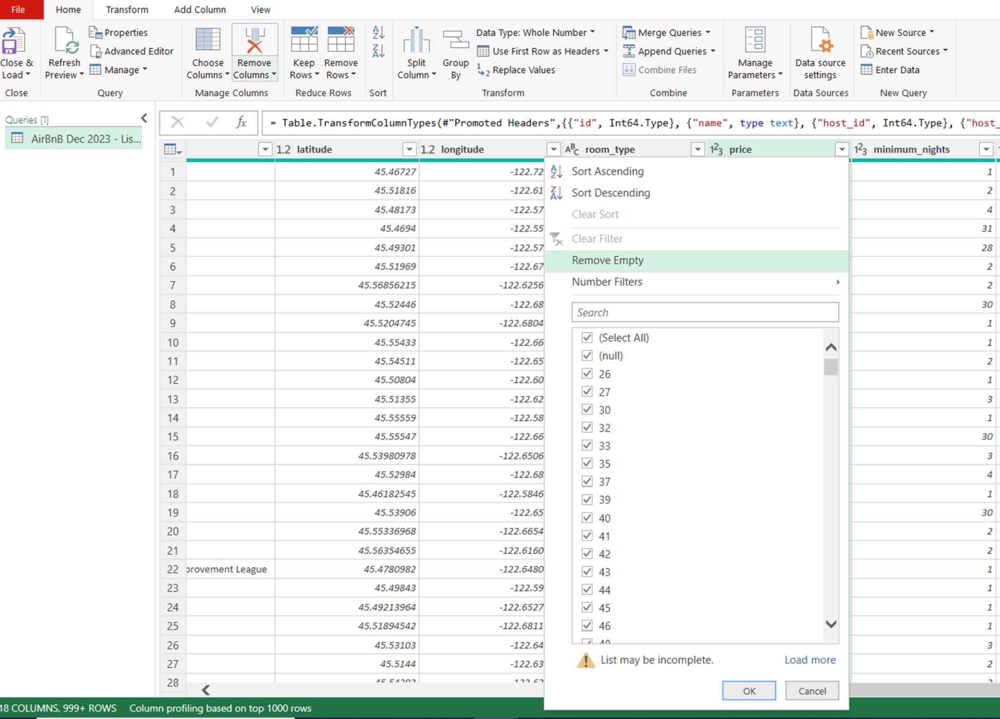 File Home Transform Add Column View
Close & Load
Refresh Preview
Properties
Advanced Editor
Manage
Choose Columns
Remove Columns
Keep Rows
Remove Rows
Split Column
Group By
Data Type: Whole Number
Use First Row as Headers
Replace Values
Merge Queries
Append Queries
Combine Files
Manage Parameters
Data source settings
New Source
Recent Sources
Enter Data
Close Query Manage Columns Reduce Rows Sort Transform Combine Parameters Data Sources New Query
Queries [1]
AirBnB Dec 2023 - Lis...
fx = Table.TransformColumnTypes(#"Promoted Headers",{{"id", Int64.Type}, {"name", type text}, {"host_id", Int64.Type}, {"host_
1.2 latitude 1.2 longitude ABC room_type 123 price 123 minimum_nights
1 45.46727 -122.72 1
2 45.51816 -122.61 2
3 45.48173 -122.57 4
4 45.4694 -122.55 31
5 45.49301 -122.57 28
6 45.51969 -122.67 2
7 45.56856215 -122.6256 2
8 45.52446 -122.68 30
9 45.5204745 -122.6804 1
10 45.55433 -122.66 1
11 45.54511 -122.65 2
12 45.50804 -122.60 1
13 45.51355 -122.62 3
14 45.55559 -122.58 1
15 45.55547 -122.66 30
16 45.53980978 -122.6506 3
17 45.52984 -122.68 4
18 45.46182545 -122.5846 1
19 45.53906 -122.65 30
20 45.55336968 -122.6654 2
21 45.56354655 -122.6160 2
22 provement League 45.4780982 -122.6480 1
23 45.49843 -122.59 1
24 45.49213964 -122.6527 1
25 45.51894542 -122.6811 1
26 45.53103 -122.64 3
27 45.5144 -122.63 2
28
Sort Ascending
Sort Descending
Clear Sort
Clear Filter
Remove Empty
Number Filters
Search
(Select All)
(null)
26
27
30
32
33
35
37
39
40
41
42
43
44
45
46
48
List may be incomplete. Load more
OK Cancel
18 COLUMNS, 999+ ROWS Column profiling based on top 1000 rows